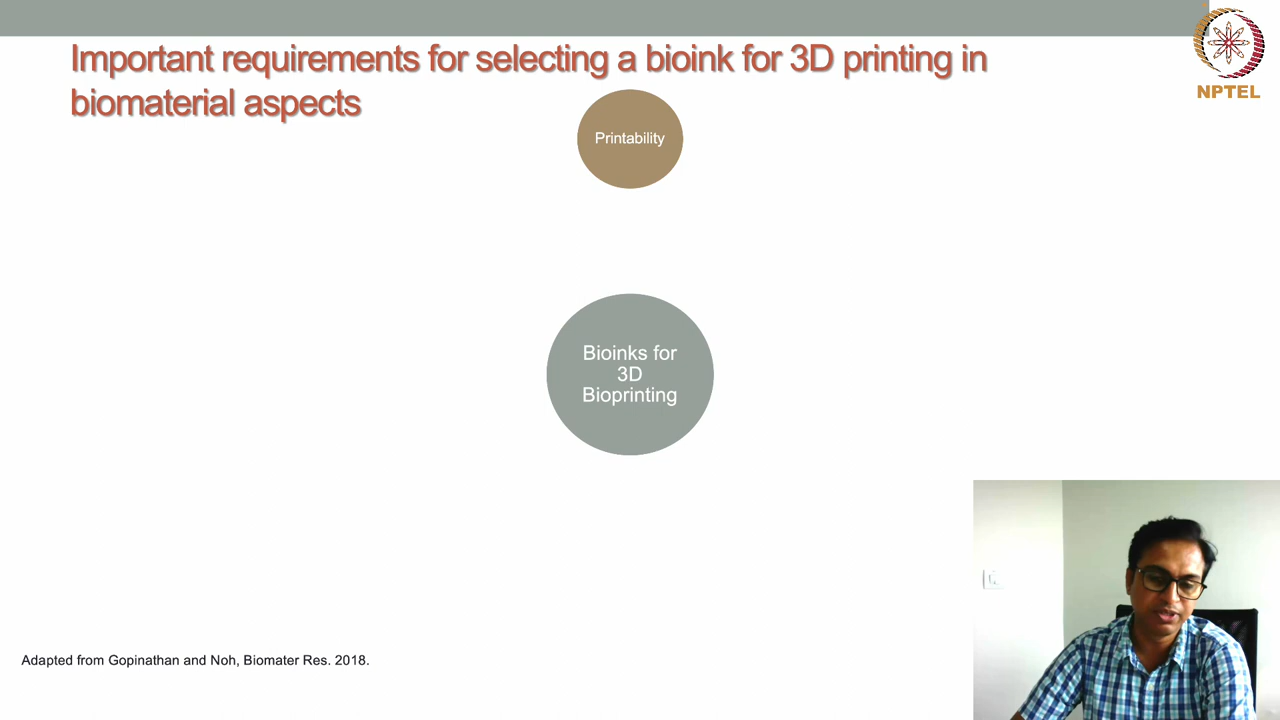 Important requirements for selecting a bioink for 3D printing in
biomaterial aspects
NPTEL
Printability
Bioinks for
3D
Bioprinting
Adapted from Gopinathan and Noh, Biomater Res. 2018.